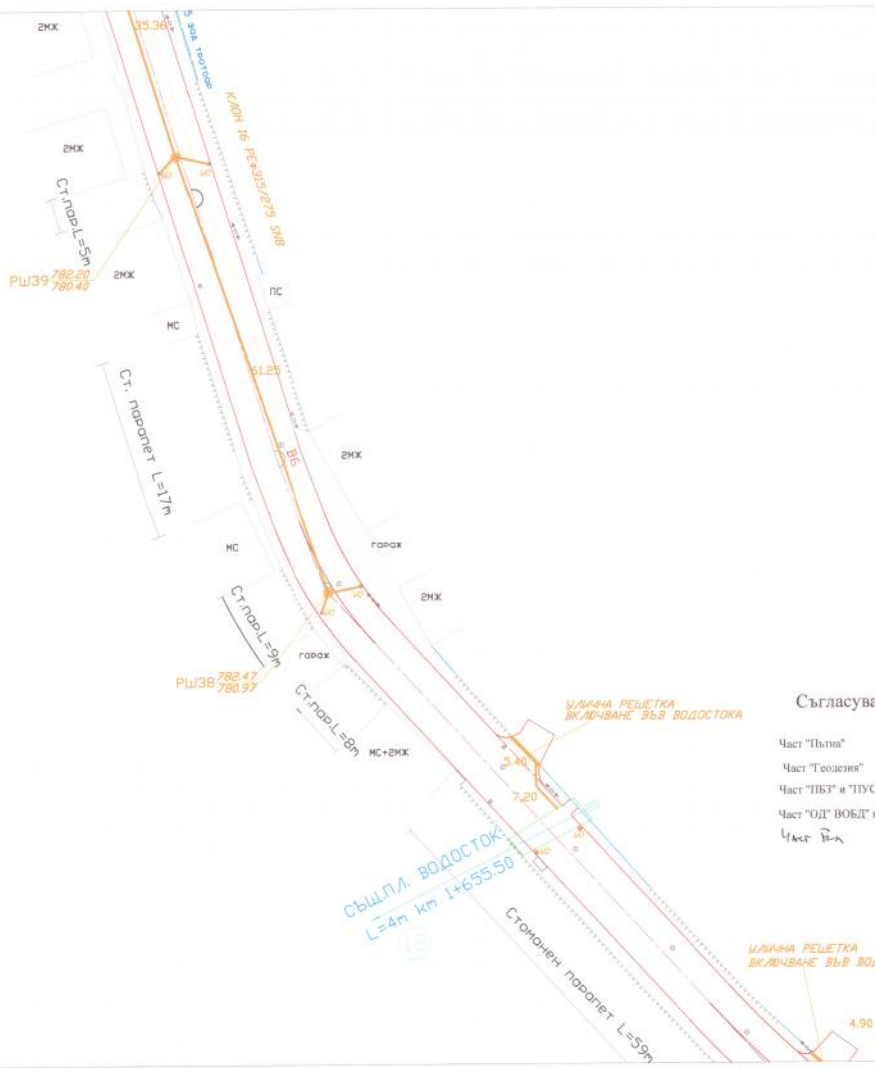 2МЖ
35.36
2МЖ
КЛОН 16 PEφ315/275 SN8
Ст.пар.L=5m
РШ39 782.20
780.40
2МЖ
ПС
МС
61.25
Ст. парапет L=17m
В6
2МЖ
МС
гараж
2МЖ
Ст.пар.L=9m
гараж
РШ38 782.47
780.97
Ст.пар.L=8m
МС+2МЖ
УЛИЧНА РЕШЕТКА
ВКЛЮЧВАНЕ ВЪВ ВОДОСТОКА
5.40
7.20
Съгласува
Част "Пътна"
Част "Геодезия"
Част "ПБЗ" и "ПУС
Част "ОД" ВОБД"
СЪЩ.ПЛ. ВОДОСТОК
L=4m km 1+655.50
16
Стоманен парапет L=59m
УЛИЧНА РЕШЕТКА
ВКЛЮЧВАНЕ ВЪВ ВОД
4.90